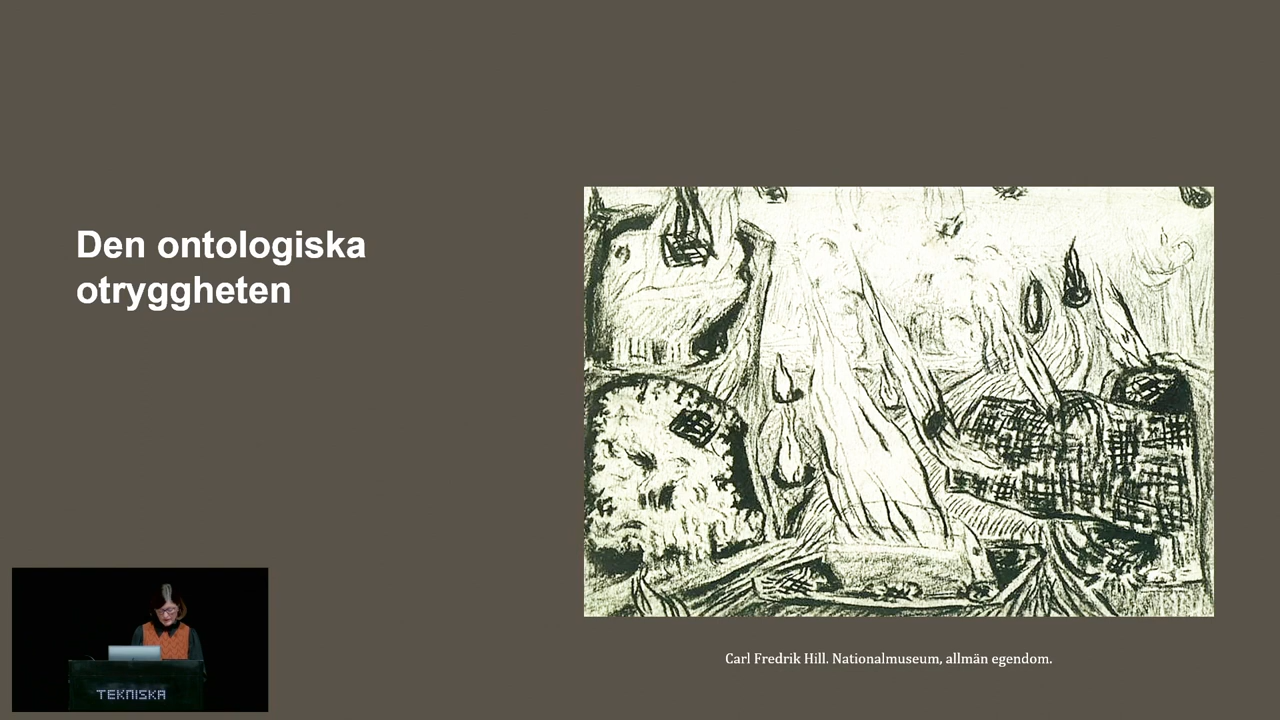 Den ontologiska
otryggheten
Carl Fredrik Hill. Nationalmuseum, allmän egendom.
TEKNISKA